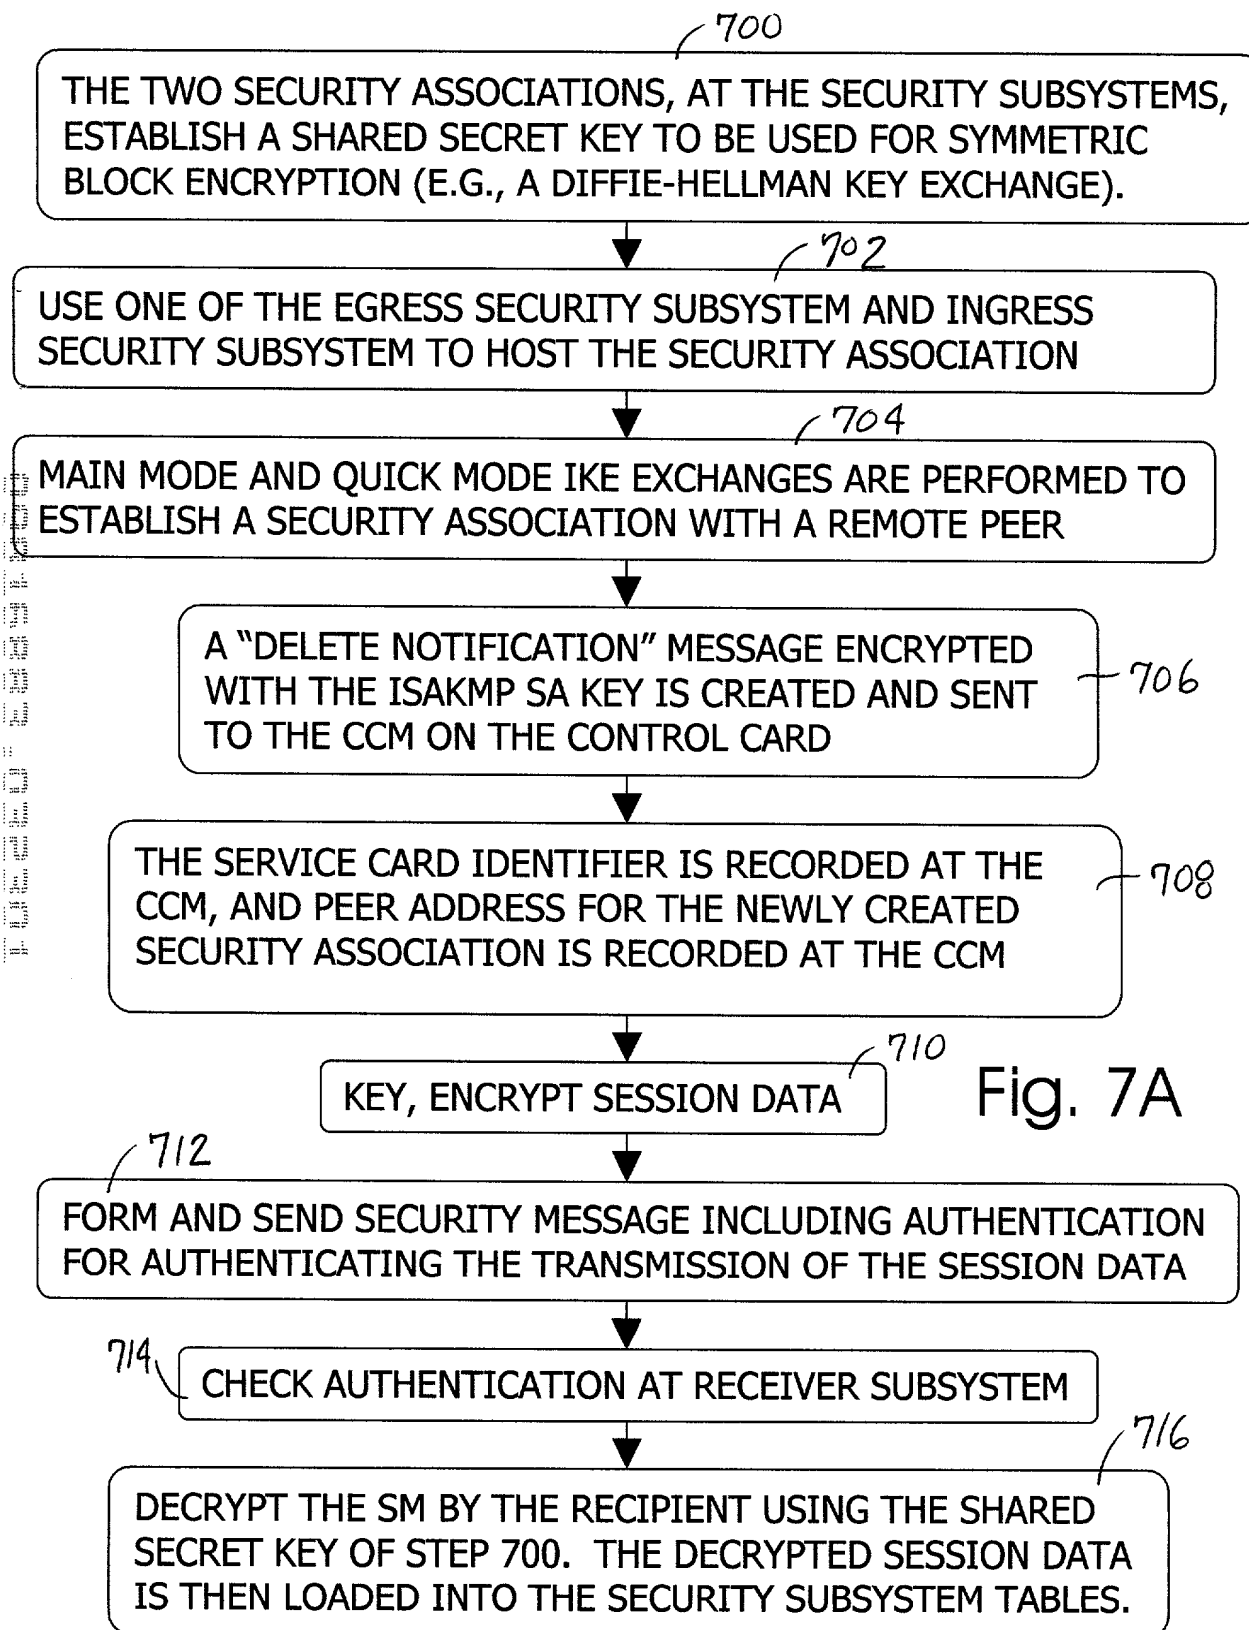 700
THE TWO SECURITY ASSOCIATIONS, AT THE SECURITY SUBSYSTEMS,
ESTABLISH A SHARED SECRET KEY TO BE USED FOR SYMMETRIC
BLOCK ENCRYPTION (E.G., A DIFFIE-HELLMAN KEY EXCHANGE).
702
USE ONE OF THE EGRESS SECURITY SUBSYSTEM AND INGRESS
SECURITY SUBSYSTEM TO HOST THE SECURITY ASSOCIATION
704
MAIN MODE AND QUICK MODE IKE EXCHANGES ARE PERFORMED TO
ESTABLISH A SECURITY ASSOCIATION WITH A REMOTE PEER
A “DELETE NOTIFICATION” MESSAGE ENCRYPTED
WITH THE ISAKMP SA KEY IS CREATED AND SENT
TO THE CCM ON THE CONTROL CARD
706
THE SERVICE CARD IDENTIFIER IS RECORDED AT THE
CCM, AND PEER ADDRESS FOR THE NEWLY CREATED
SECURITY ASSOCIATION IS RECORDED AT THE CCM
708
710
KEY, ENCRYPT SESSION DATA
Fig. 7A
712
FORM AND SEND SECURITY MESSAGE INCLUDING AUTHENTICATION
FOR AUTHENTICATING THE TRANSMISSION OF THE SESSION DATA
714
CHECK AUTHENTICATION AT RECEIVER SUBSYSTEM
716
DECRYPT THE SM BY THE RECIPIENT USING THE SHARED
SECRET KEY OF STEP 700. THE DECRYPTED SESSION DATA
IS THEN LOADED INTO THE SECURITY SUBSYSTEM TABLES.